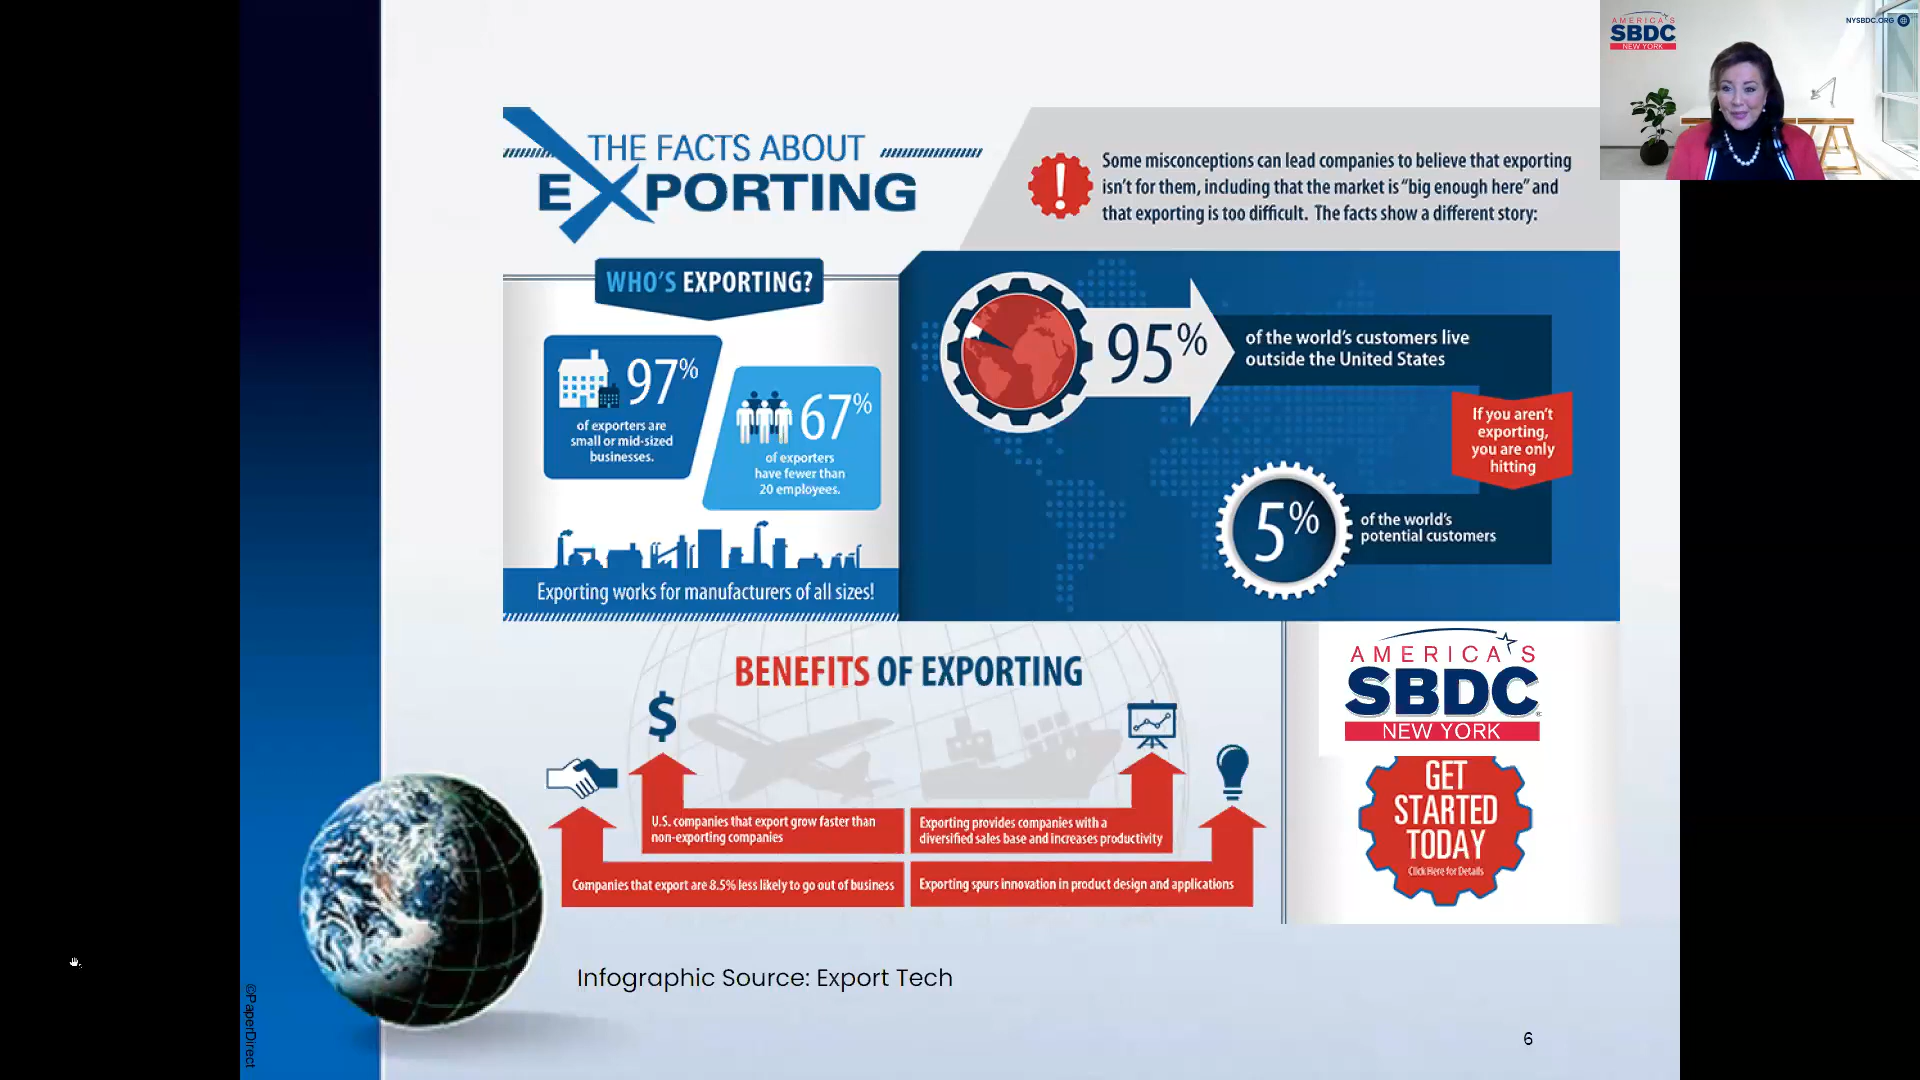 AMERICA'S
SBDC
NEW YORK
NYSBDC.ORG
THE FACTS ABOUT
EXPORTING
Some misconceptions can lead companies to believe that exporting
isn't for them, including that the market is "big enough here" and
that exporting is too difficult. The facts show a different story:
WHO'S EXPORTING?
97%
of exporters are
small or mid-sized
businesses.
67%
of exporters
have fewer than
20 employees.
Exporting works for manufacturers of all sizes!
95%
of the world's customers live
outside the United States
If you aren't
exporting,
you are only
hitting
5%
of the world's
potential customers
BENEFITS OF EXPORTING
$
U.S. companies that export grow faster than
non-exporting companies
Exporting provides companies with a
diversified sales base and increases productivity
Companies that export are 8.5% less likely to go out of business
Exporting spurs innovation in product design and applications
AMERICA'S
SBDC
NEW YORK
GET
STARTED
TODAY
Click Here for Details
Infographic Source: Export Tech
©PaperDirect
6